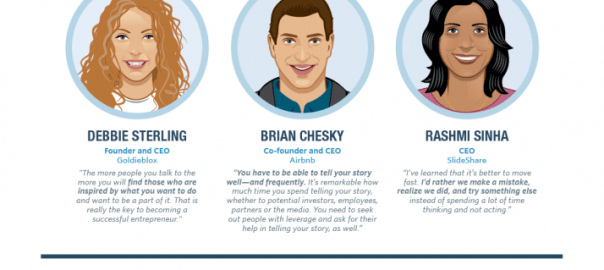 DEBBIE STERLING
Founder and CEO
Goldieblox
"The more people you talk to the
more you will find those who are
inspired by what you want to do
and want to be a part of it. That is
really the key to becoming a
successful entrepreneur."
BRIAN CHESKY
Co-founder and CEO
Airbnb
"You have to be able to tell your story
well—and frequently. It's remarkable how
much time you spend telling your story,
whether to potential investors, employees,
partners or the media. You need to seek
out people with leverage and ask for their
help in telling your story, as well."
RASHMI SINHA
CEO
SlideShare
"I've learned that it's better to move
fast. I'd rather we make a mistake,
realize we did, and try something else
instead of spending a lot of time
thinking and not acting."